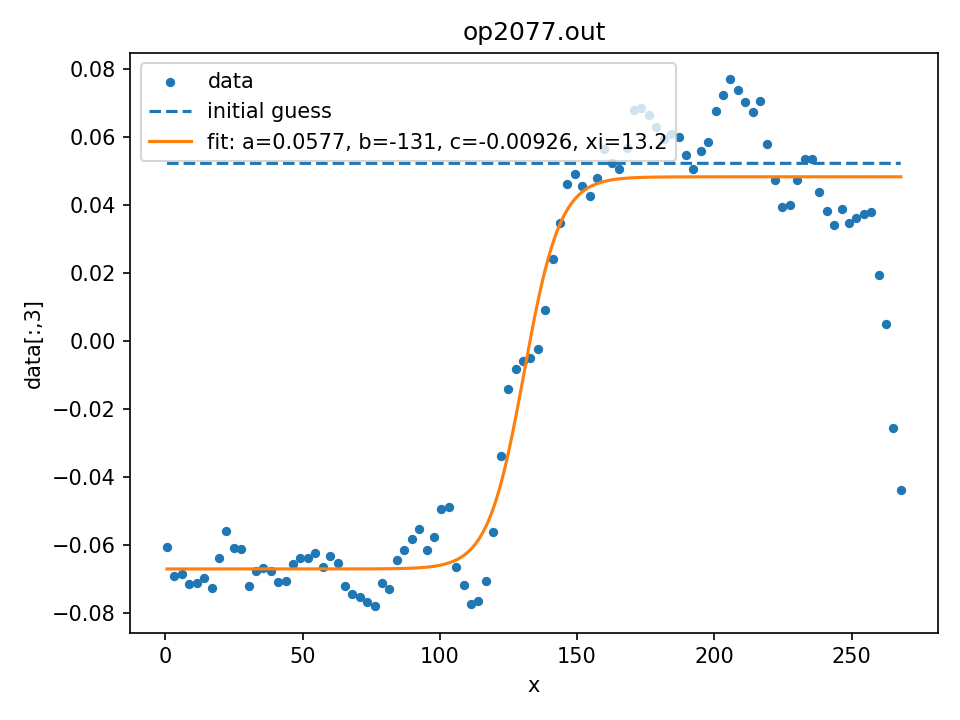 op2077.out
data
initial guess
fit: a=0.0577, b=-131, c=-0.00926, xi=13.2
0.08
0.06
0.04
0.02
0.00
−0.02
−0.04
−0.06
−0.08
data[:,3]
0 50 100 150 200 250
x